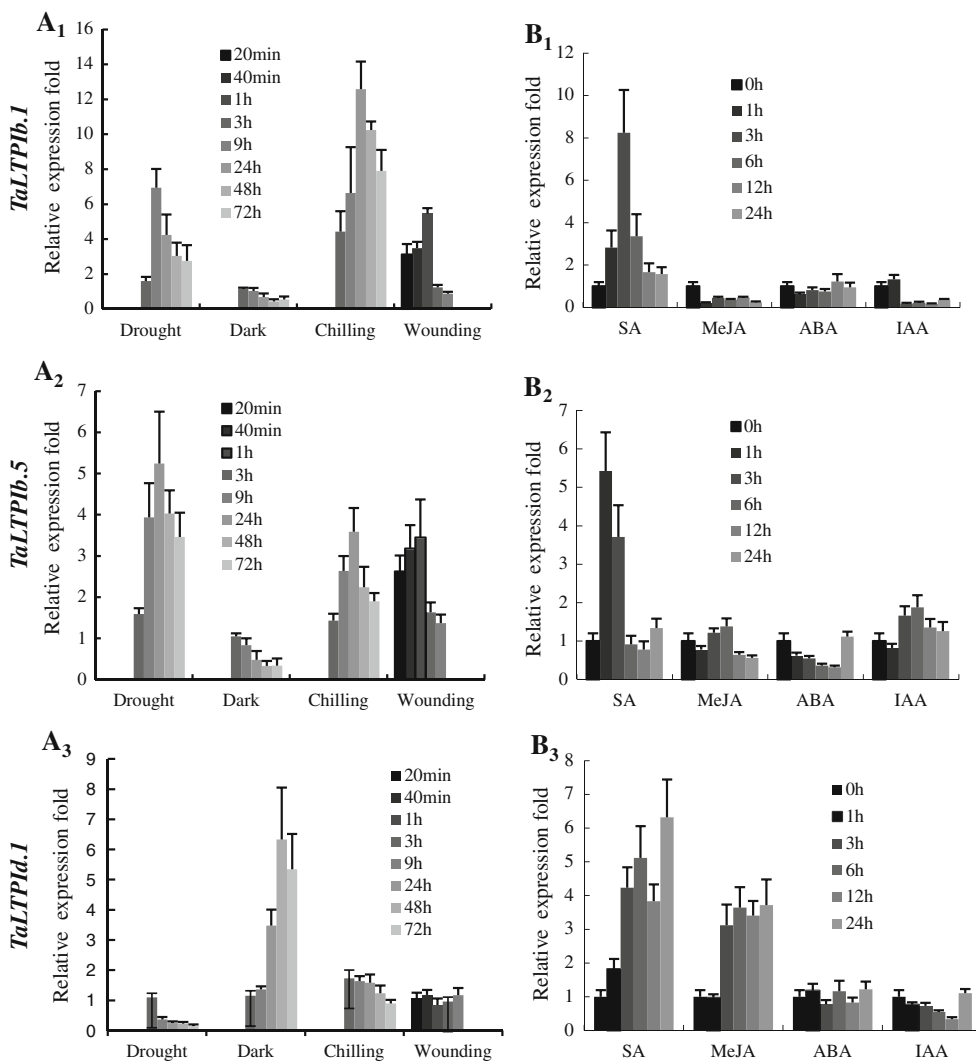 A1
TaLTPIb.1
Relative expression fold
16
14
12
10
8
6
4
2
0
20min
40min
1h
3h
9h
24h
48h
72h
Drought Dark Chilling Wounding
B1
Relative expression fold
12
10
8
6
4
2
0
0h
1h
3h
6h
12h
24h
SA MeJA ABA IAA
A2
TaLTPIb.5
Relative expression fold
7
6
5
4
3
2
1
0
20min
40min
1h
3h
9h
24h
48h
72h
Drought Dark Chilling Wounding
B2
Relative expression fold
7
6
5
4
3
2
1
0
0h
1h
3h
6h
12h
24h
SA MeJA ABA IAA
A3
TaLTPId.1
Relative expression fold
9
8
7
6
5
4
3
2
1
0
20min
40min
1h
3h
9h
24h
48h
72h
Drought Dark Chilling Wounding
B3
Relative expression fold
8
7
6
5
4
3
2
1
0
0h
1h
3h
6h
12h
24h
SA MeJA ABA IAA